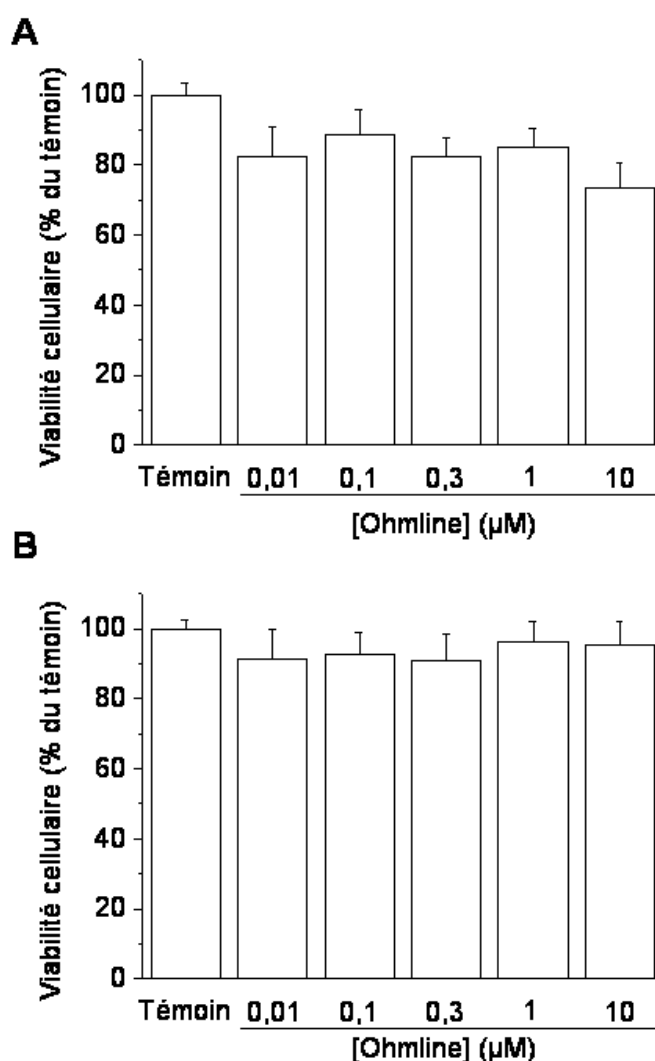 A
Viabilité cellulaire (% du témoin)
100
80
60
40
20
0
Témoin 0,01 0,1 0,3 1 10
[Ohmline] (µM)
B
Viabilité cellulaire (% du témoin)
100
80
60
40
20
0
Témoin 0,01 0,1 0,3 1 10
[Ohmline] (µM)